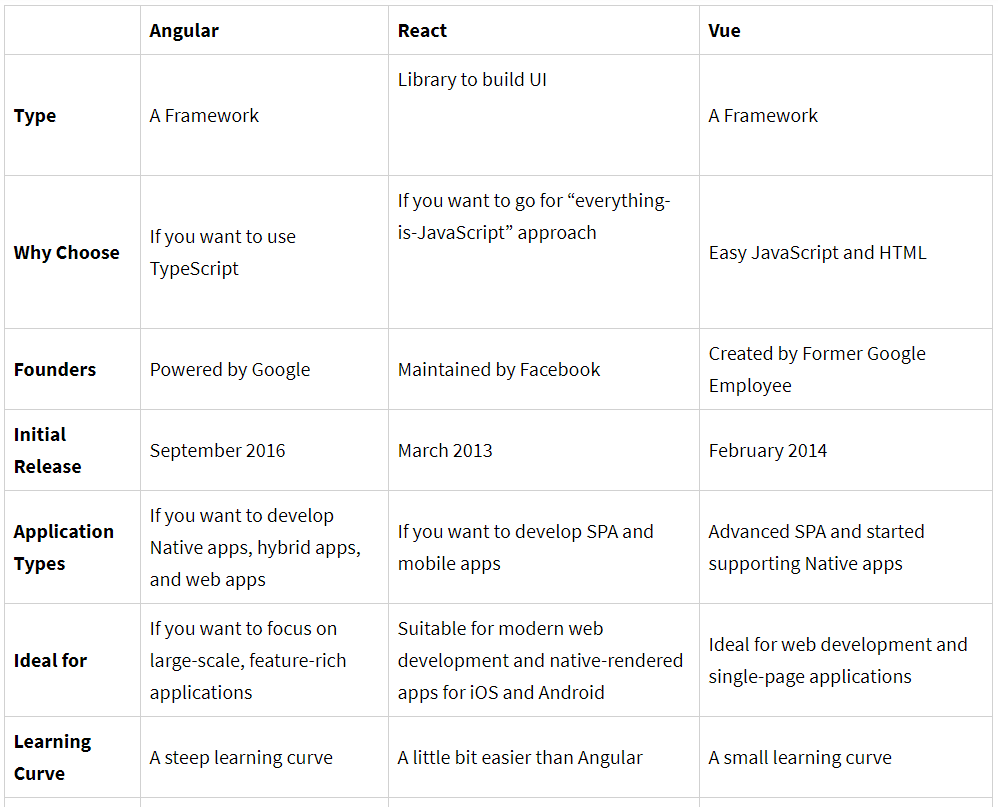 Angular React Vue
Type A Framework Library to build UI A Framework
Why Choose If you want to use
TypeScript If you want to go for “everything-
is-JavaScript” approach Easy JavaScript and HTML
Founders Powered by Google Maintained by Facebook Created by Former Google
Employee
Initial
Release September 2016 March 2013 February 2014
Application
Types If you want to develop
Native apps, hybrid apps,
and web apps If you want to develop SPA and
mobile apps Advanced SPA and started
supporting Native apps
Ideal for If you want to focus on
large-scale, feature-rich
applications Suitable for modern web
development and native-rendered
apps for iOS and Android Ideal for web development and
single-page applications
Learning
Curve A steep learning curve A little bit easier than Angular A small learning curve